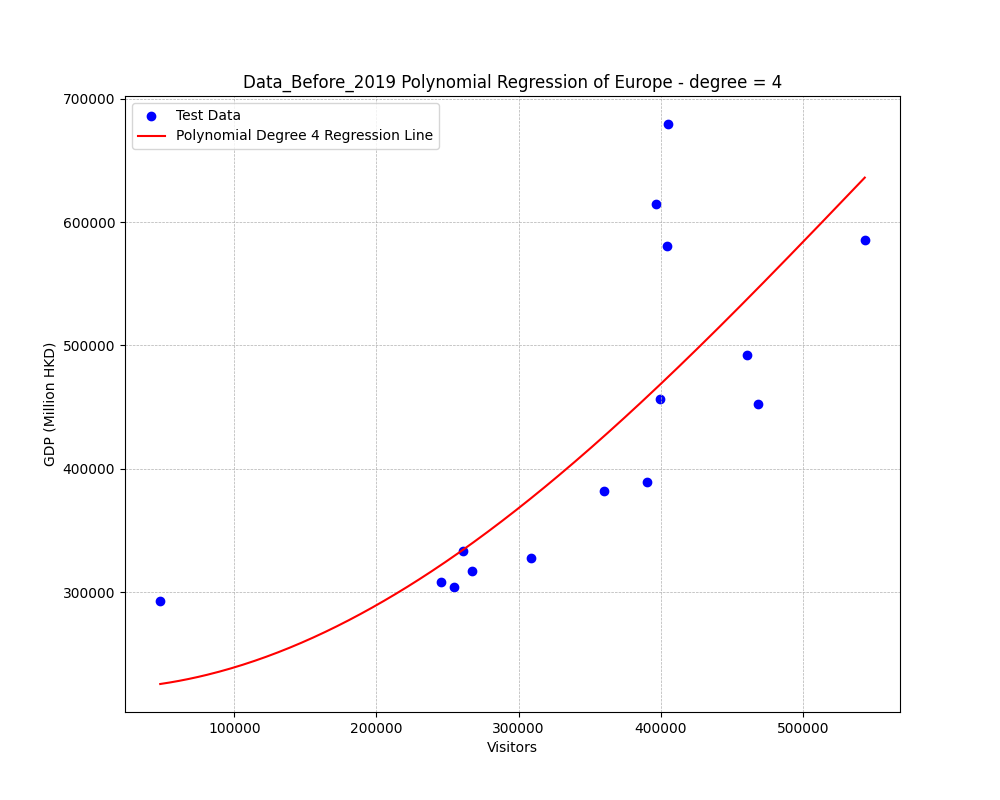 Data_Before_2019 Polynomial Regression of Europe - degree = 4
Test Data
Polynomial Degree 4 Regression Line
GDP (Million HKD)
700000
600000
500000
400000
300000
100000 200000 300000 400000 500000
Visitors